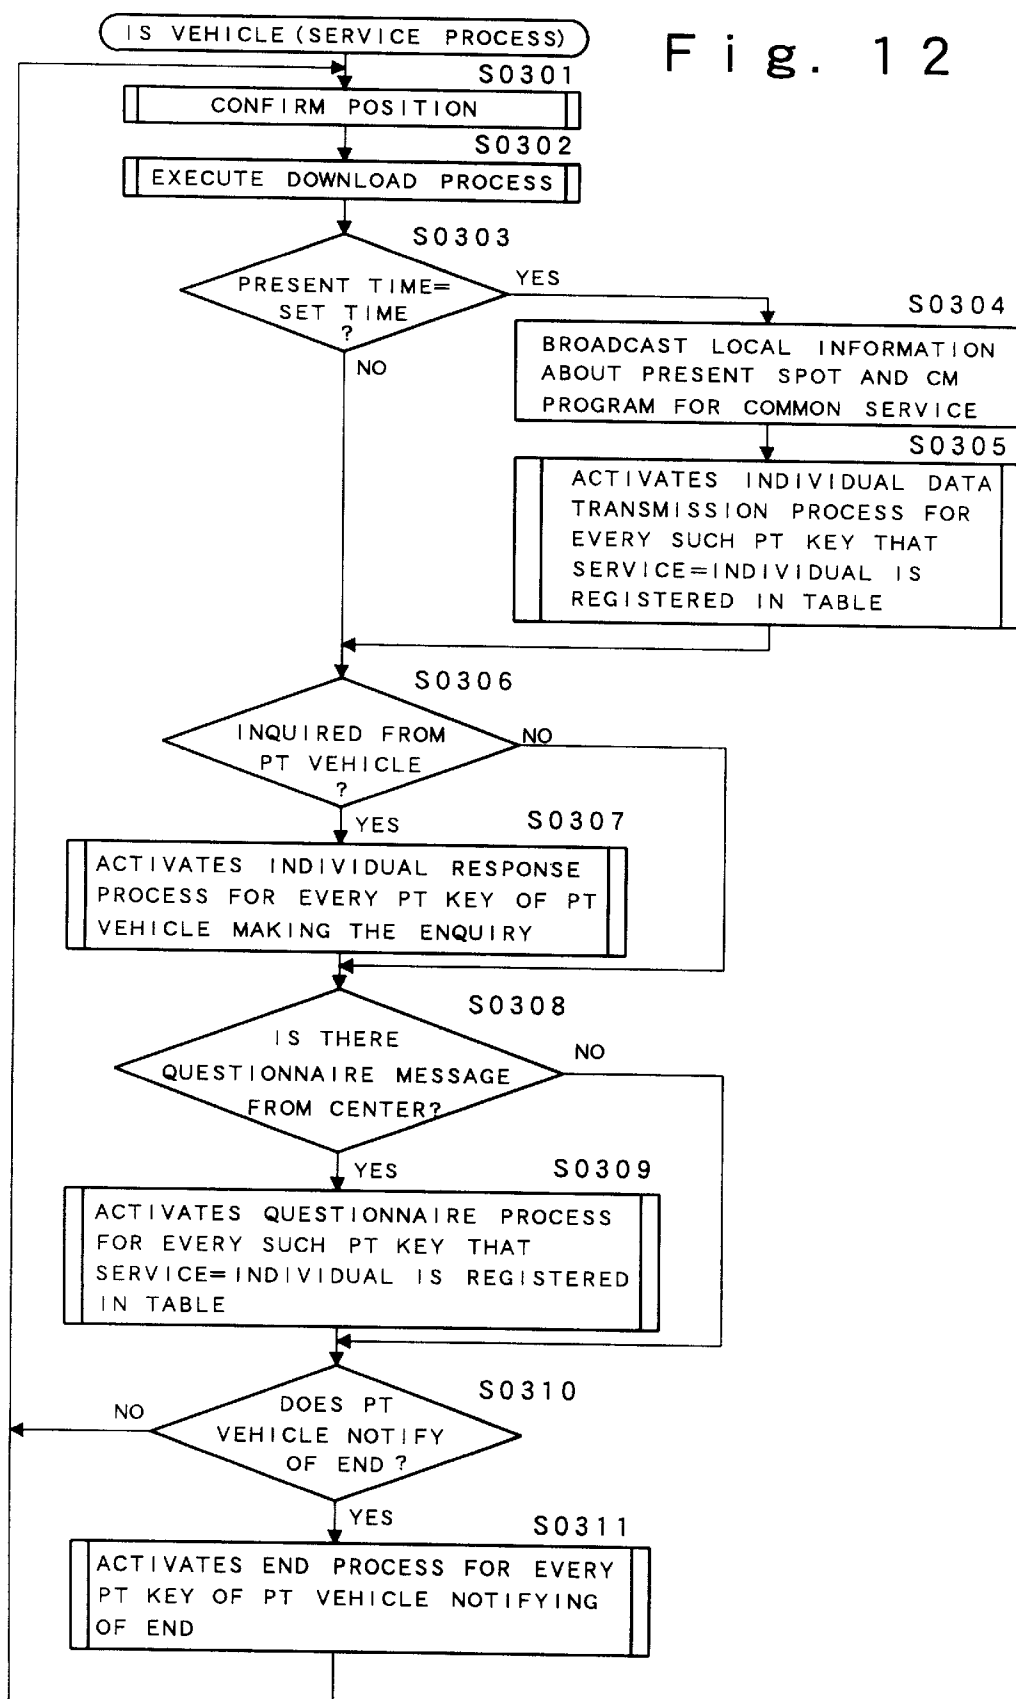 Fig. 12
IS VEHICLE (SERVICE PROCESS)
S0301
CONFIRM POSITION
S0302
EXECUTE DOWNLOAD PROCESS
S0303
PRESENT TIME=
SET TIME
?
YES
NO
S0304
BROADCAST LOCAL INFORMATION
ABOUT PRESENT SPOT AND CM
PROGRAM FOR COMMON SERVICE
S0305
ACTIVATES INDIVIDUAL DATA
TRANSMISSION PROCESS FOR
EVERY SUCH PT KEY THAT
SERVICE=INDIVIDUAL IS
REGISTERED IN TABLE
S0306
INQUIRED FROM
PT VEHICLE
?
NO
YES
S0307
ACTIVATES INDIVIDUAL RESPONSE
PROCESS FOR EVERY PT KEY OF PT
VEHICLE MAKING THE ENQUIRY
S0308
IS THERE
QUESTIONNAIRE MESSAGE
FROM CENTER?
NO
YES
S0309
ACTIVATES QUESTIONNAIRE PROCESS
FOR EVERY SUCH PT KEY THAT
SERVICE=INDIVIDUAL IS REGISTERED
IN TABLE
S0310
DOES PT
VEHICLE NOTIFY
OF END?
NO
YES
S0311
ACTIVATES END PROCESS FOR EVERY
PT KEY OF PT VEHICLE NOTIFYING
OF END